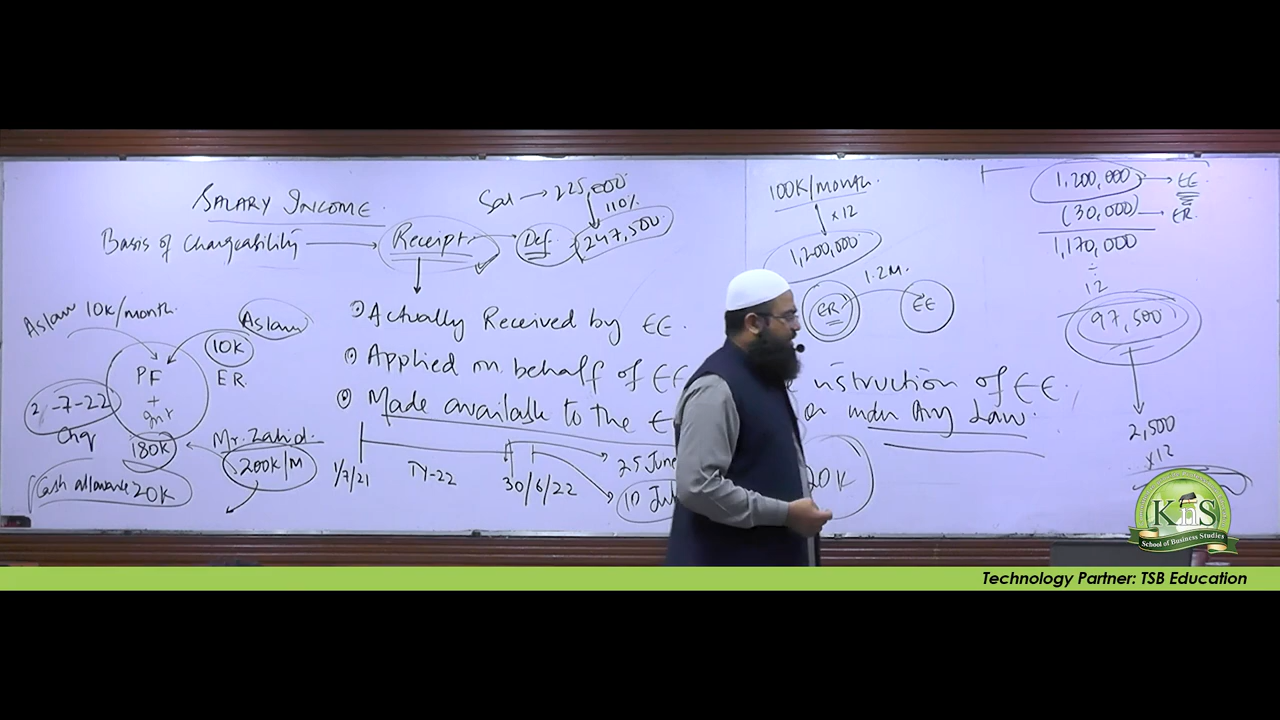 SALARY INCOME
Basis of Chargeability
Receipt
Def.
Sal → 225,000
110%
247,500
Actually Received by EE.
Applied on behalf of EE
instruction of EE.
Made available to the E
or under Any Law.
Aslam 10K/month.
Aslam
10K
ER.
PF
+
Int
180K
2-7-22
Chq
Cash allowance 20K
Mr. Zahid.
200K/M
1/7/21
TY-22
30/6/22
25 June
10 Jul
20K
100K/month.
x12
1,200,000
ER
1.2M.
EE
1,200,000 → EE
(30,000) ER.
1,170,000
÷
12
97,500
2,500
x12
KnS
School of Business Studies
Technology Partner: TSB Education